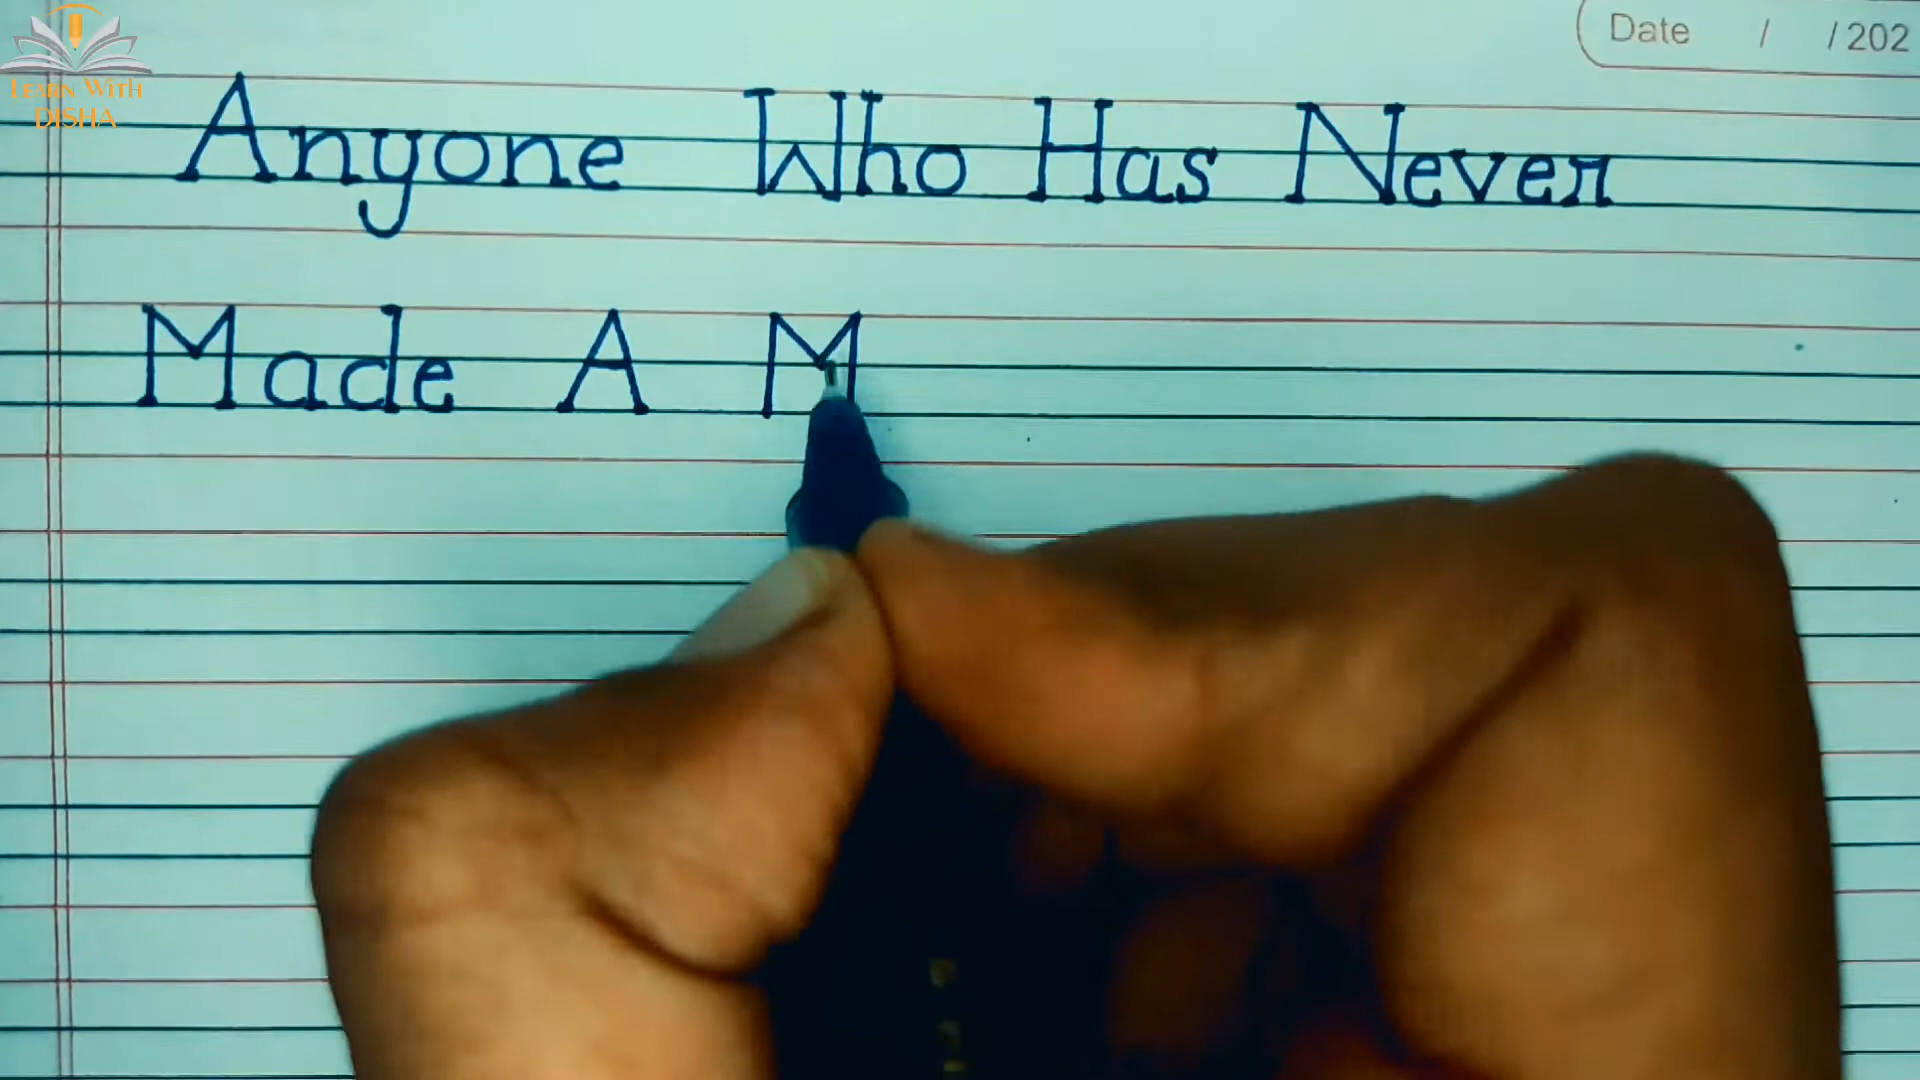 LEARN WITH
DISHA
Date / /202
Anyone Who Has Never
Made A M